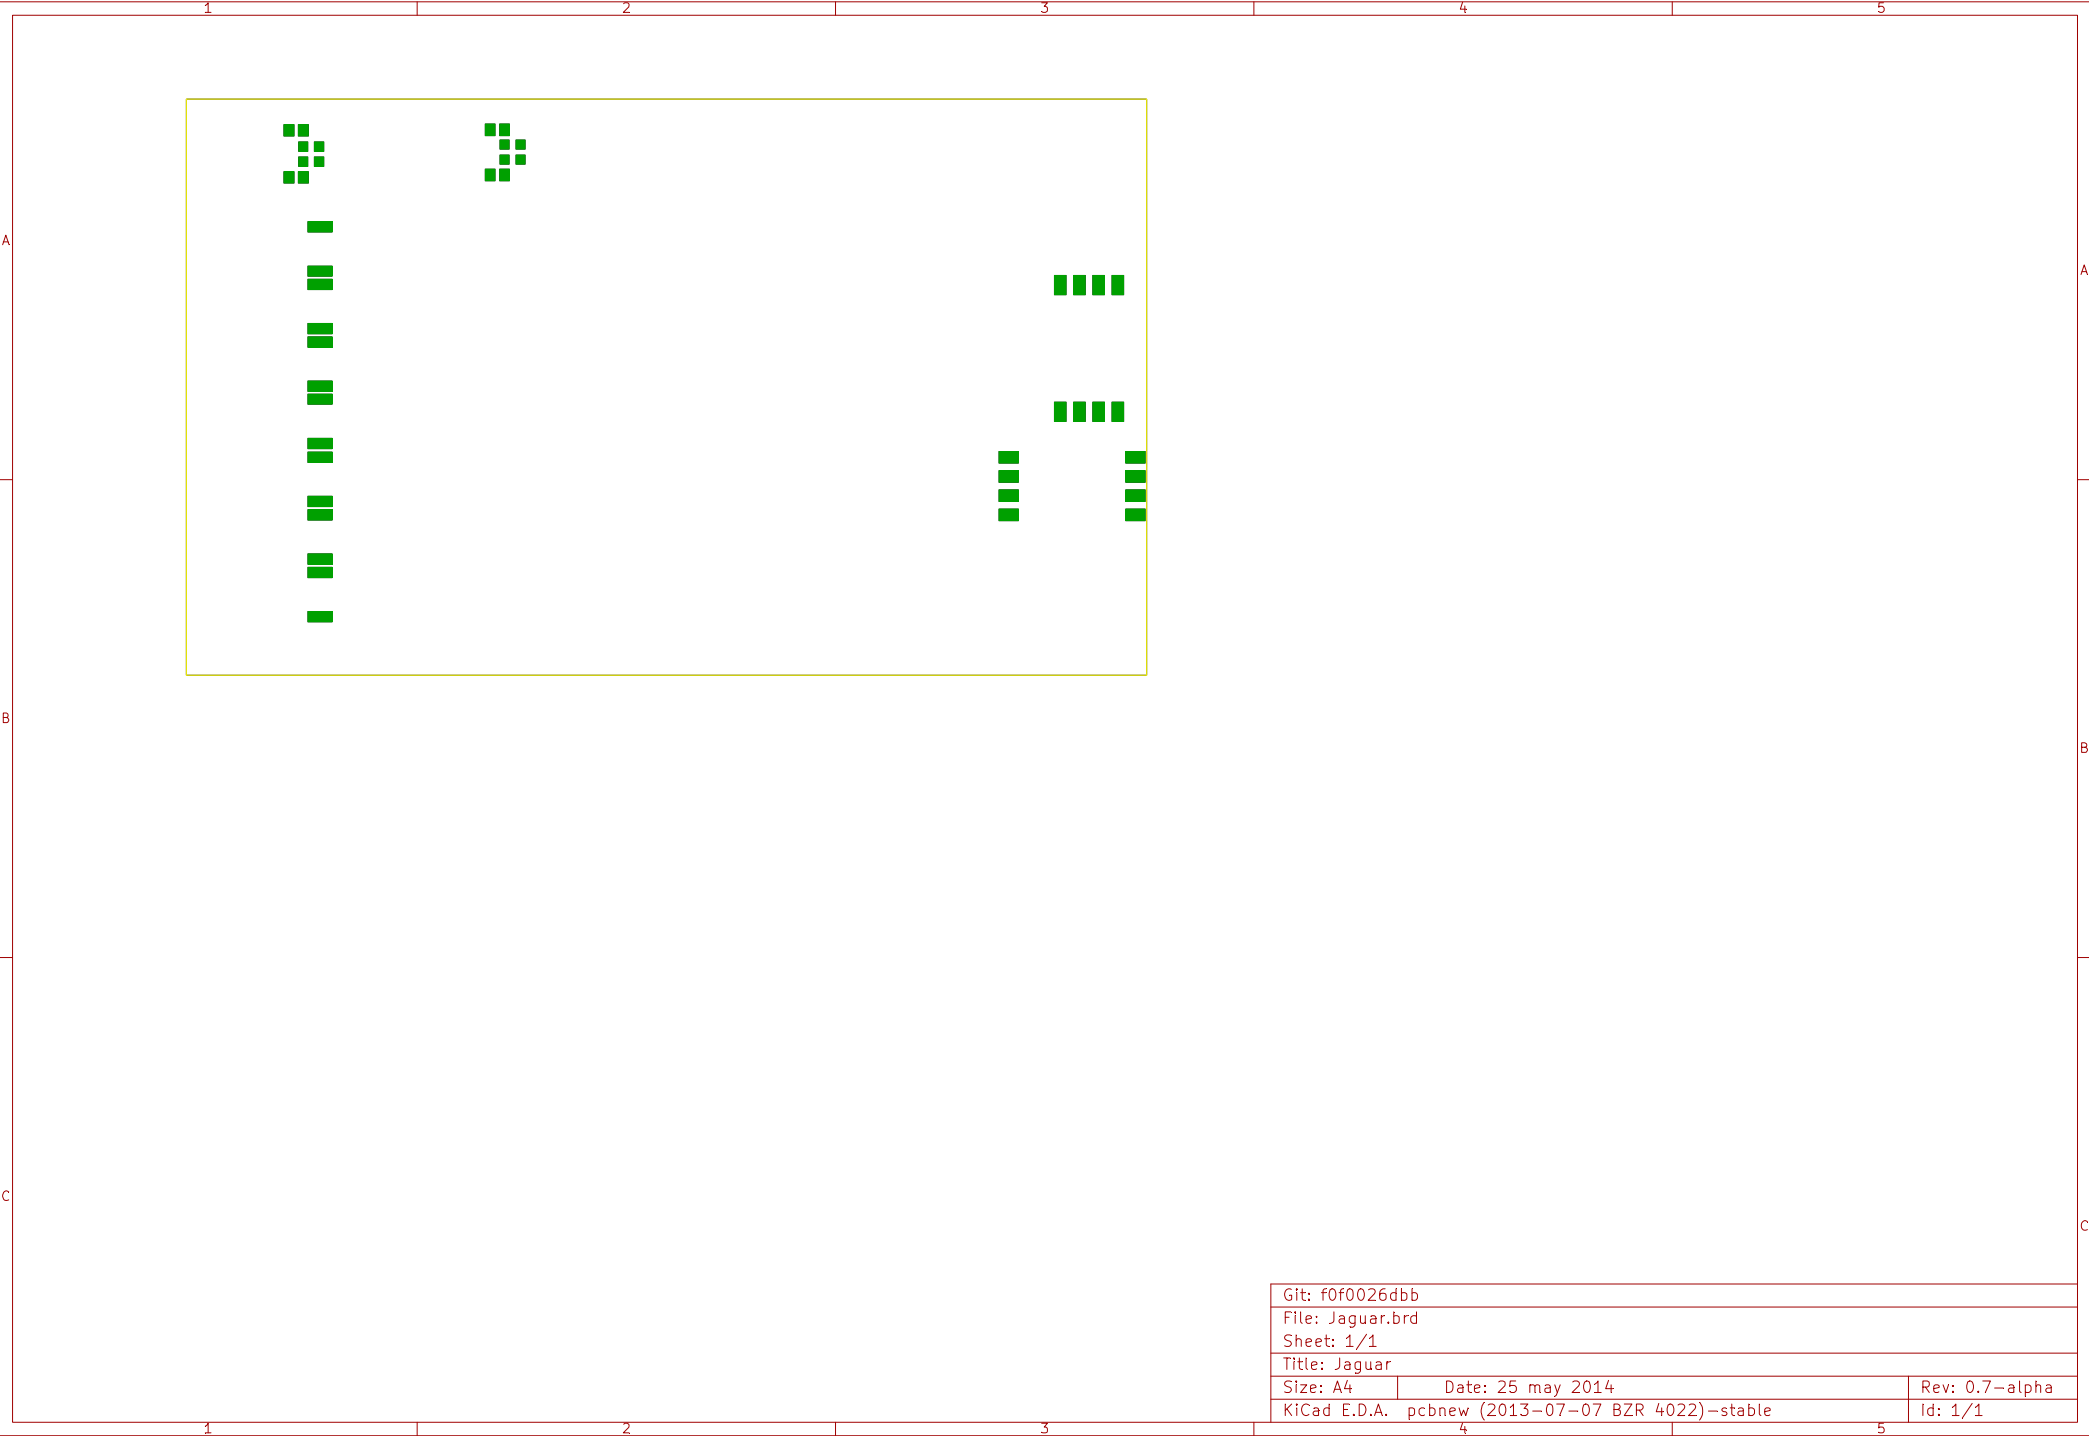 1 2 3 4 5
A A
B B
C C
Git: f0f0026dbb
File: Jaguar.brd
Sheet: 1/1
Title: Jaguar
Size: A4 Date: 25 may 2014 Rev: 0.7-alpha
KiCad E.D.A. pcbnew (2013-07-07 BZR 4022)-stable Id: 1/1
1 2 3 4 5